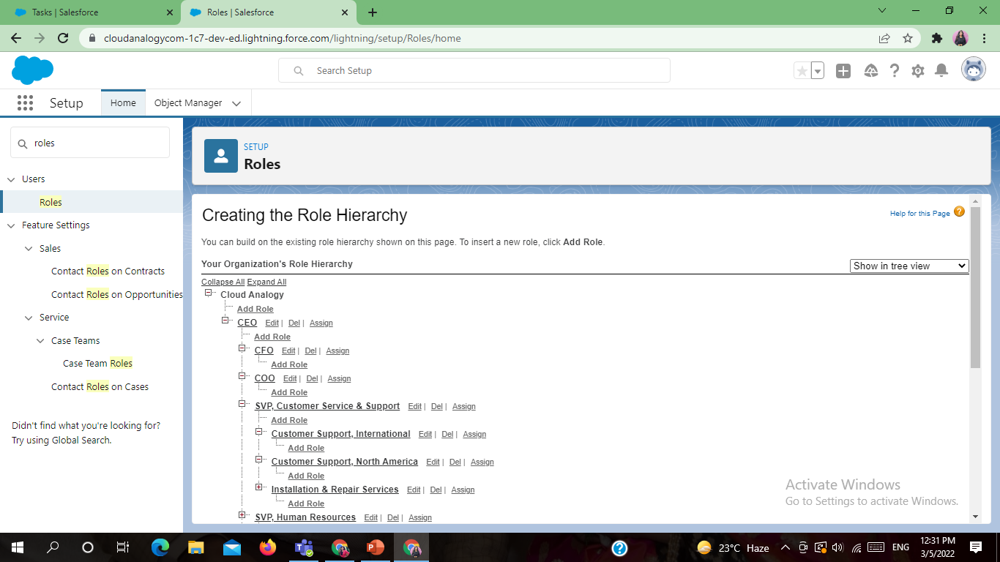 Tasks | Salesforce
Roles | Salesforce
cloudanalogycom-1c7-dev-ed.lightning.force.com/lightning/setup/Roles/home
Search Setup
Setup
Home
Object Manager
roles
Users
Roles
Feature Settings
Sales
Contact Roles on Contracts
Contact Roles on Opportunities
Service
Case Teams
Case Team Roles
Contact Roles on Cases
Didn't find what you're looking for?
Try using Global Search.
SETUP
Roles
Creating the Role Hierarchy
Help for this Page ?
You can build on the existing role hierarchy shown on this page. To insert a new role, click Add Role.
Your Organization's Role Hierarchy
Show in tree view
Collapse All Expand All
Cloud Analogy
Add Role
CEO Edit | Del | Assign
Add Role
CFO Edit | Del | Assign
Add Role
COO Edit | Del | Assign
Add Role
SVP, Customer Service & Support Edit | Del | Assign
Add Role
Customer Support, International Edit | Del | Assign
Add Role
Customer Support, North America Edit | Del | Assign
Add Role
Installation & Repair Services Edit | Del | Assign
Add Role
SVP, Human Resources Edit | Del | Assign
Activate Windows
Go to Settings to activate Windows.
23°C Haze
ENG
12:31 PM
3/5/2022